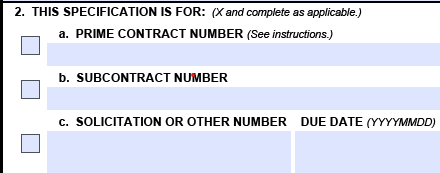 2. THIS SPECIFICATION IS FOR: (X and complete as applicable.)
a. PRIME CONTRACT NUMBER (See instructions.)
b. SUBCONTRACT NUMBER
c. SOLICITATION OR OTHER NUMBER DUE DATE (YYYYMMDD)